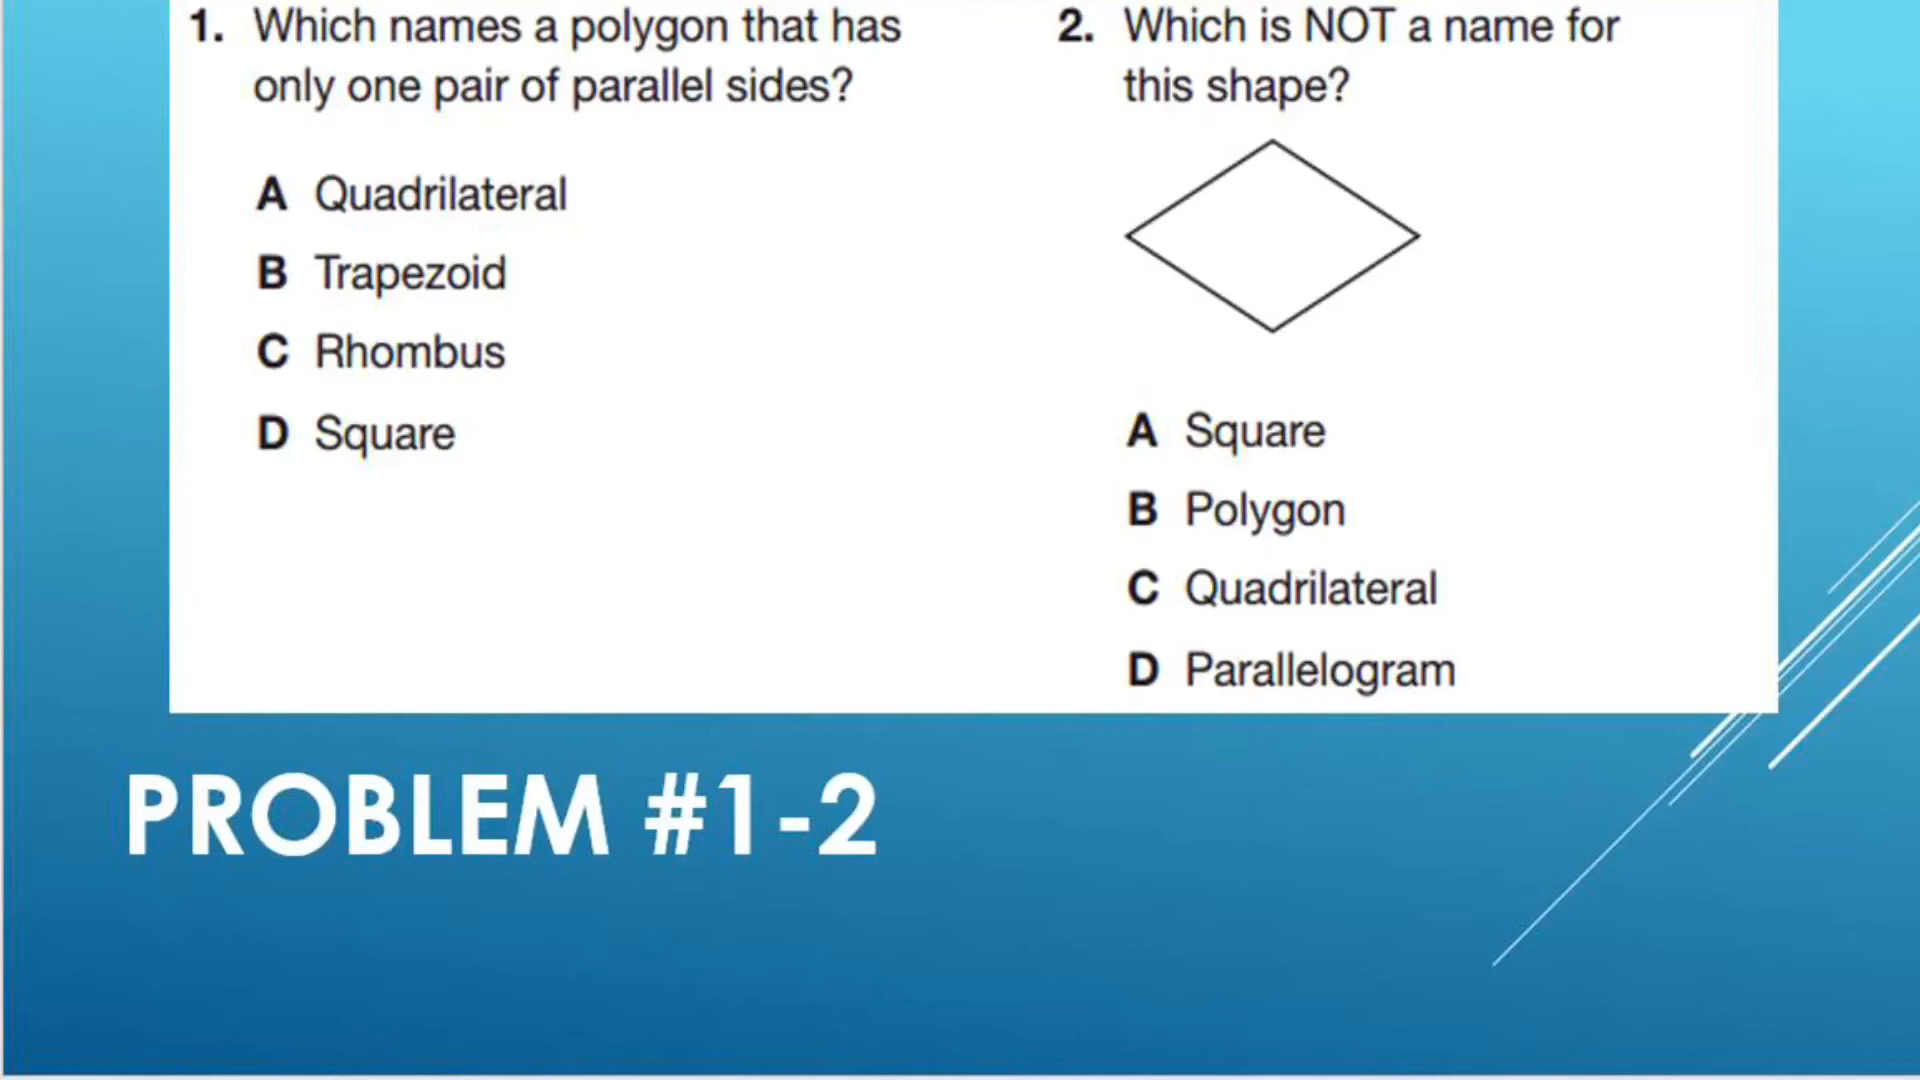 1. Which names a polygon that has
only one pair of parallel sides?
A Quadrilateral
B Trapezoid
C Rhombus
D Square
2. Which is NOT a name for
this shape?
A Square
B Polygon
C Quadrilateral
D Parallelogram
PROBLEM #1-2